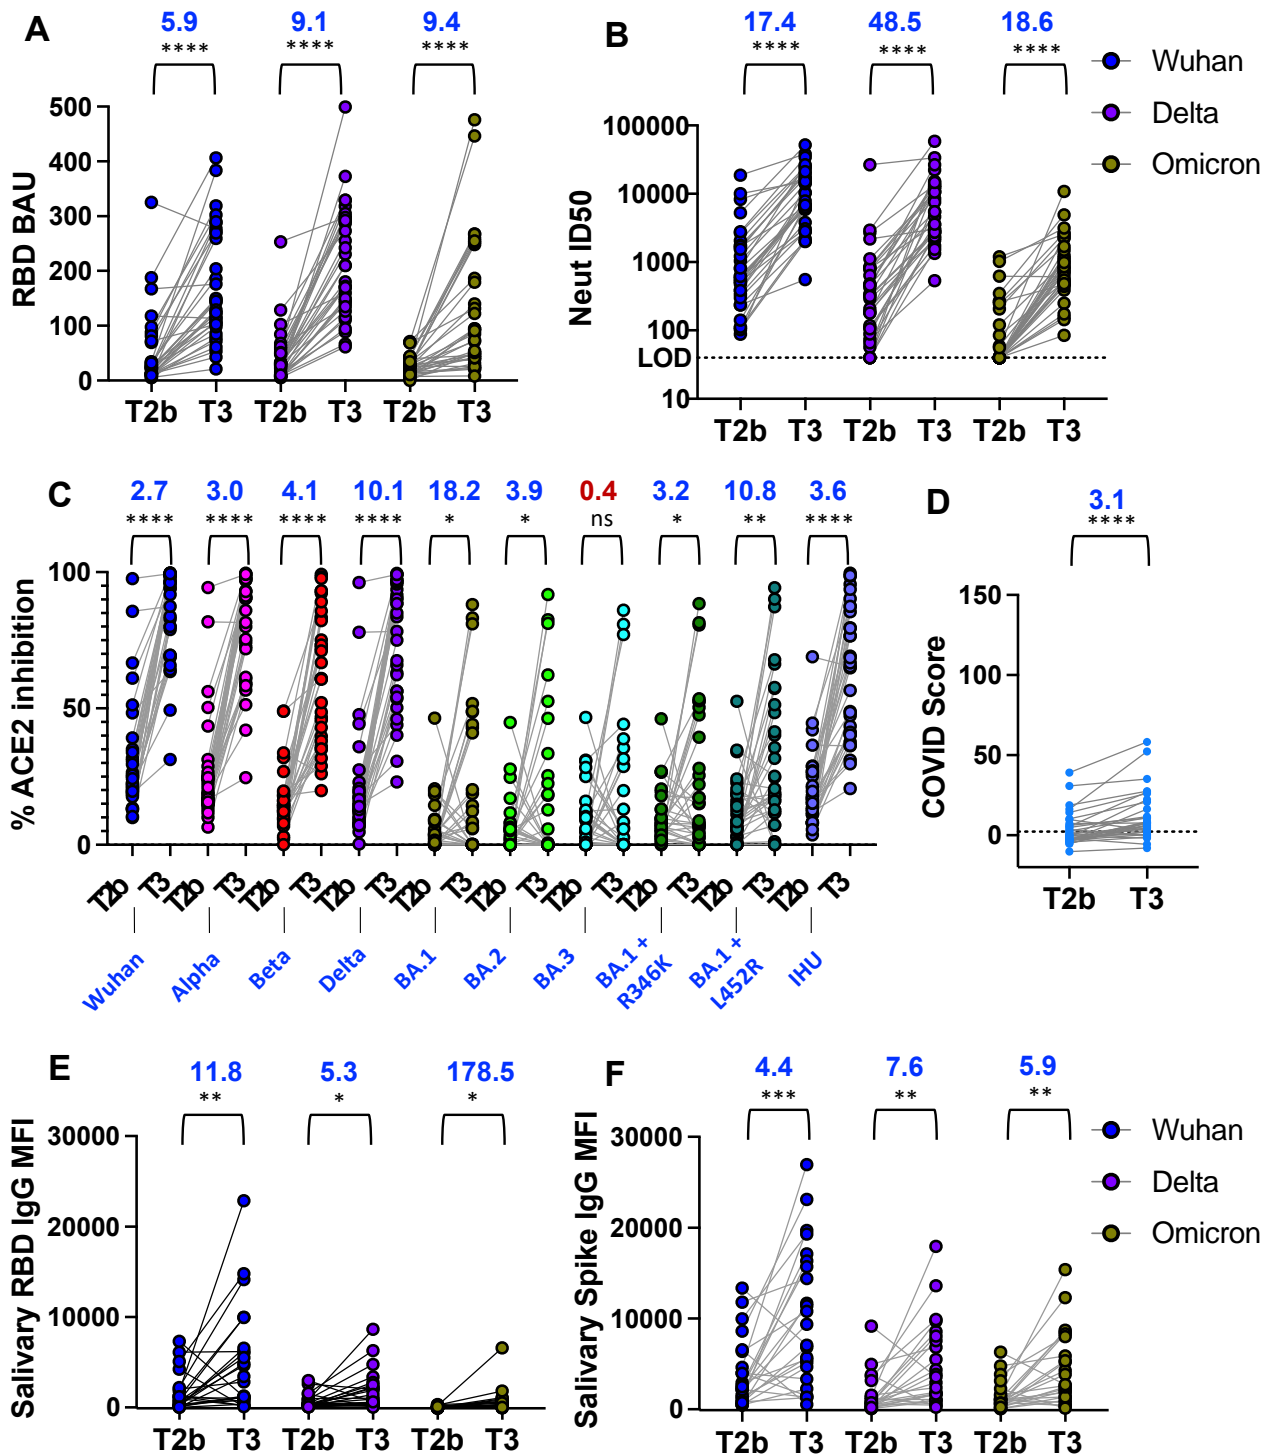 A
5.9 9.1 9.4
**** **** ****
RBD BAU
500
400
300
200
100
0
T2b T3 T2b T3 T2b T3
B
17.4 48.5 18.6
**** **** ****
Neut ID50
100000
10000
1000
100
LOD
10
T2b T3 T2b T3 T2b T3
Wuhan
Delta
Omicron
C
2.7 3.0 4.1 10.1 18.2 3.9 0.4 3.2 10.8 3.6
**** **** **** **** * * ns * ** ****
% ACE2 inhibition
100
50
0
T2b T3 T2b T3 T2b T3 T2b T3 T2b T3 T2b T3 T2b T3 T2b T3 T2b T3 T2b T3
Wuhan
Alpha
Beta
Delta
BA.1
BA.2
BA.3
BA.1 +
R346K
BA.1 +
L452R
IHU
D
3.1
****
COVID Score
150
100
50
0
T2b T3
E
11.8 5.3 178.5
** * *
Salivary RBD IgG MFI
30000
20000
10000
0
T2b T3 T2b T3 T2b T3
F
4.4 7.6 5.9
*** ** **
Salivary Spike IgG MFI
30000
20000
10000
0
T2b T3 T2b T3 T2b T3
Wuhan
Delta
Omicron